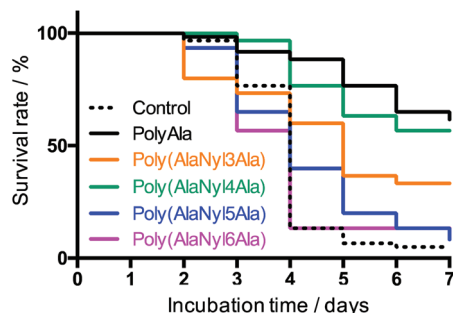 100
50
0
Survival rate / %
Control
PolyAla
Poly(AlaNyl3Ala)
Poly(AlaNyl4Ala)
Poly(AlaNyl5Ala)
Poly(AlaNyl6Ala)
0 1 2 3 4 5 6 7
Incubation time / days